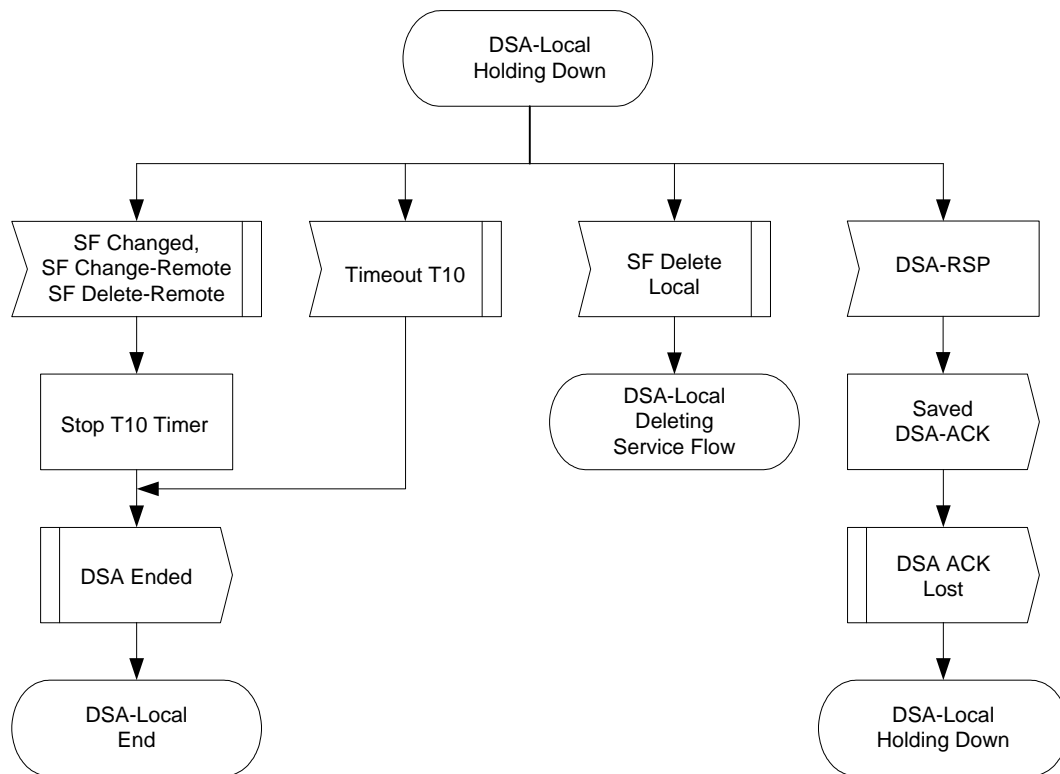 DSA-Local
Holding Down
SF Changed,
SF Change-Remote
SF Delete-Remote
Timeout T10
SF Delete
Local
DSA-RSP
Stop T10 Timer
DSA-Local
Deleting
Service Flow
Saved
DSA-ACK
DSA Ended
DSA ACK
Lost
DSA-Local
End
DSA-Local
Holding Down